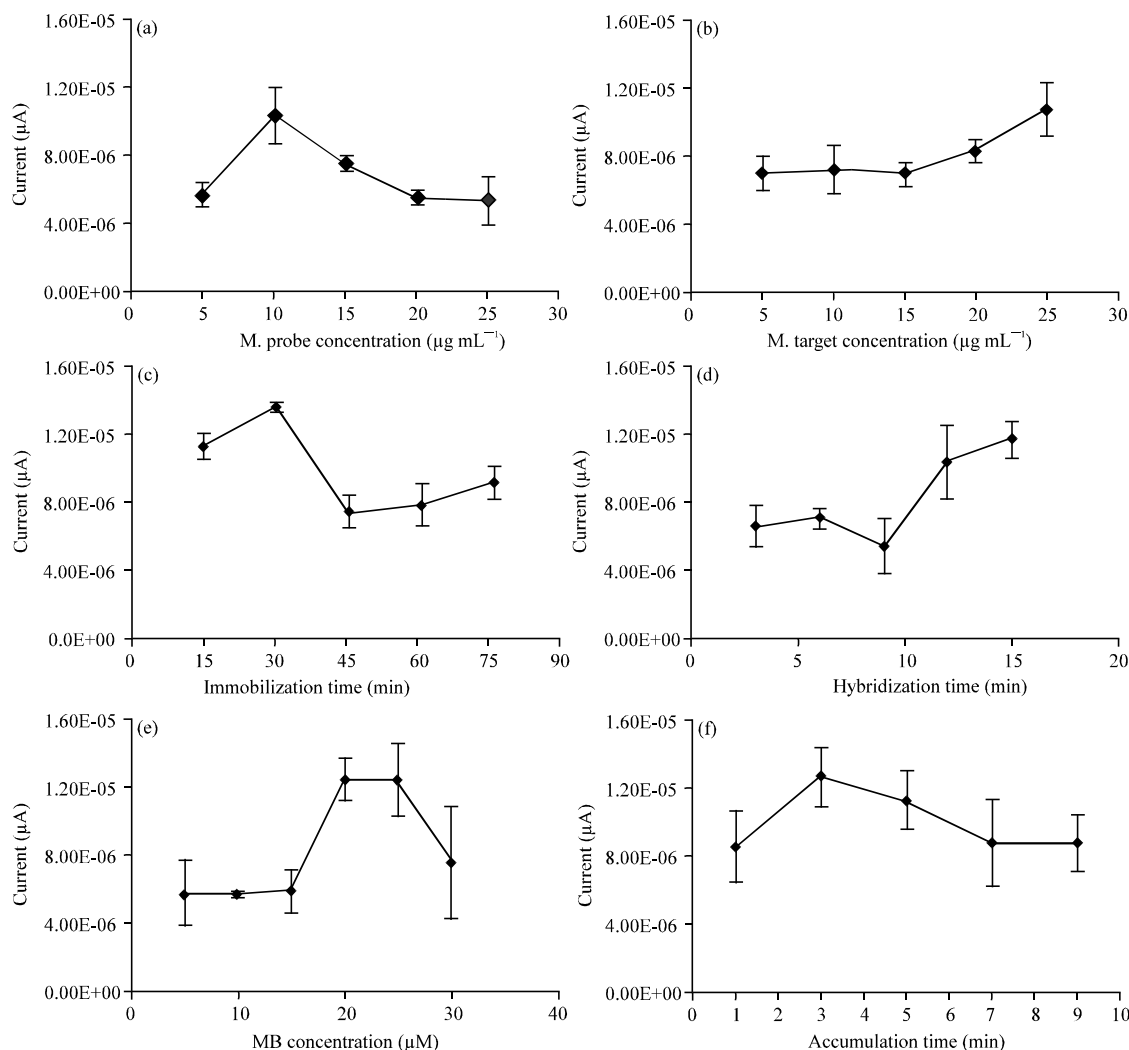 (a)
Current (µA)
1.60E-05
1.20E-05
8.00E-06
4.00E-06
0.00E+00
0 5 10 15 20 25 30
M. probe concentration (µg mL⁻¹)
(b)
Current (µA)
1.60E-05
1.20E-05
8.00E-06
4.00E-06
0.00E+00
0 5 10 15 20 25 30
M. target concentration (µg mL⁻¹)
(c)
Current (µA)
1.60E-05
1.20E-05
8.00E-06
4.00E-06
0.0E+00
0 15 30 45 60 75 90
Immobilization time (min)
(d)
Current (µA)
1.60E-05
1.20E-05
8.00E-06
4.00E-06
0.00E+00
0 5 10 15 20
Hybridization time (min)
(e)
Current (µA)
1.60E-05
1.20E-05
8.00E-06
4.00E-06
0.00E+00
10 20 30 40
MB concentration (µM)
(f)
Current (µA)
1.60E-05
1.20E-05
8.00E-06
4.00E-06
0.00E+00
0 1 2 3 4 5 6 7 8 9 10
Accumulation time (min)